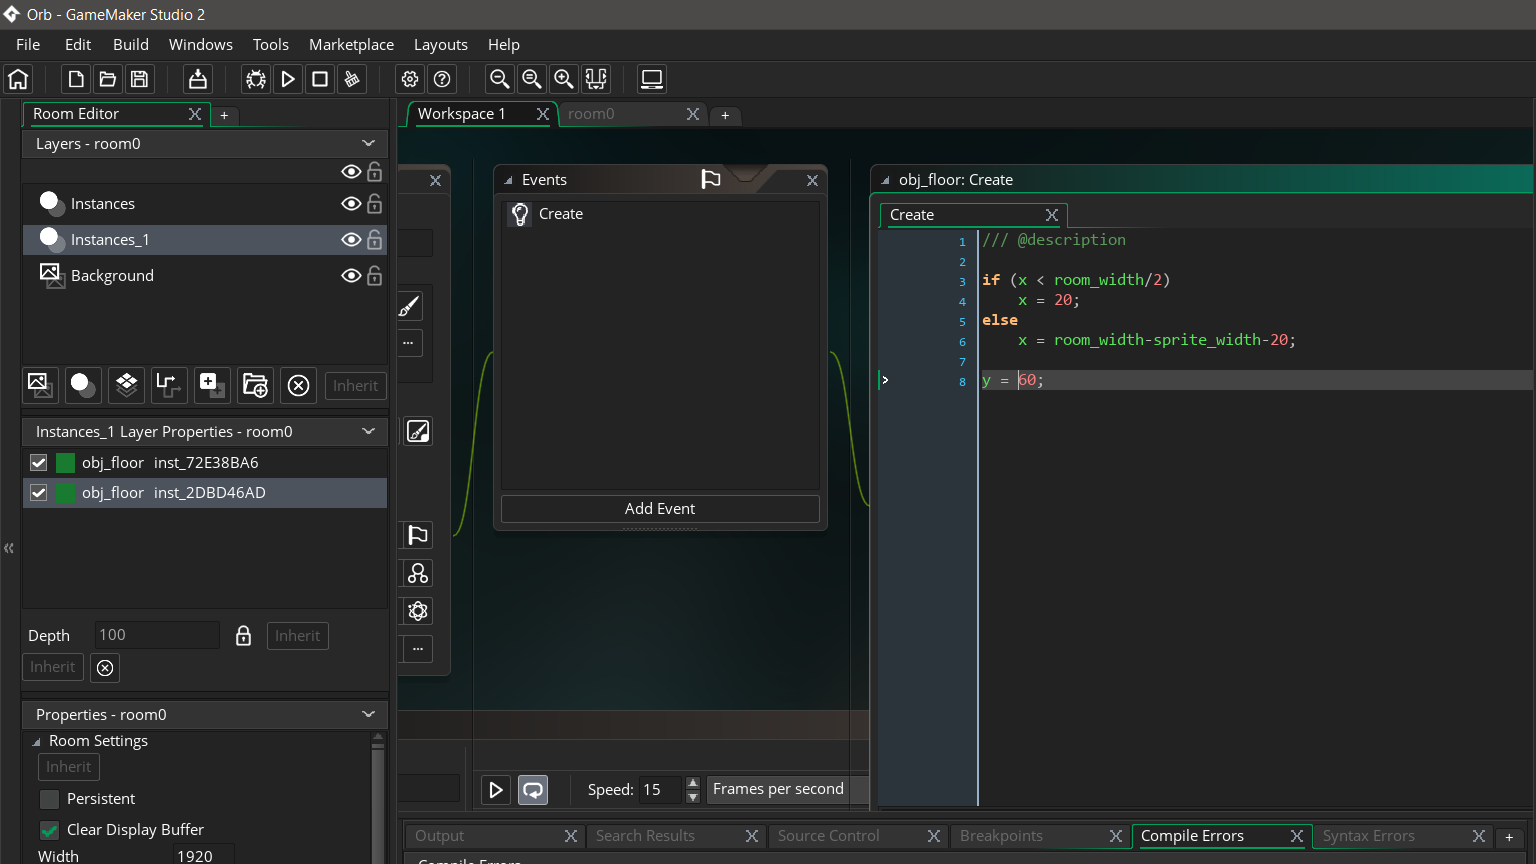 Orb - GameMaker Studio 2
File Edit Build Windows Tools Marketplace Layouts Help
Room Editor
Workspace 1
room0
Layers - room0
Instances
Instances_1
Background
Inherit
Instances_1 Layer Properties - room0
obj_floor inst_72E38BA6
obj_floor inst_2DBD46AD
Depth 100 Inherit
Inherit
Properties - room0
Room Settings
Inherit
Persistent
Clear Display Buffer
Width 1920
Events
Create
Add Event
Speed: 15 Frames per second
obj_floor: Create
Create
1 /// @description
2
3 if (x < room_width/2)
4 x = 20;
5 else
6 x = room_width-sprite_width-20;
7
8 y = 60;
Output Search Results Source Control Breakpoints Compile Errors Syntax Errors
Compile Errors